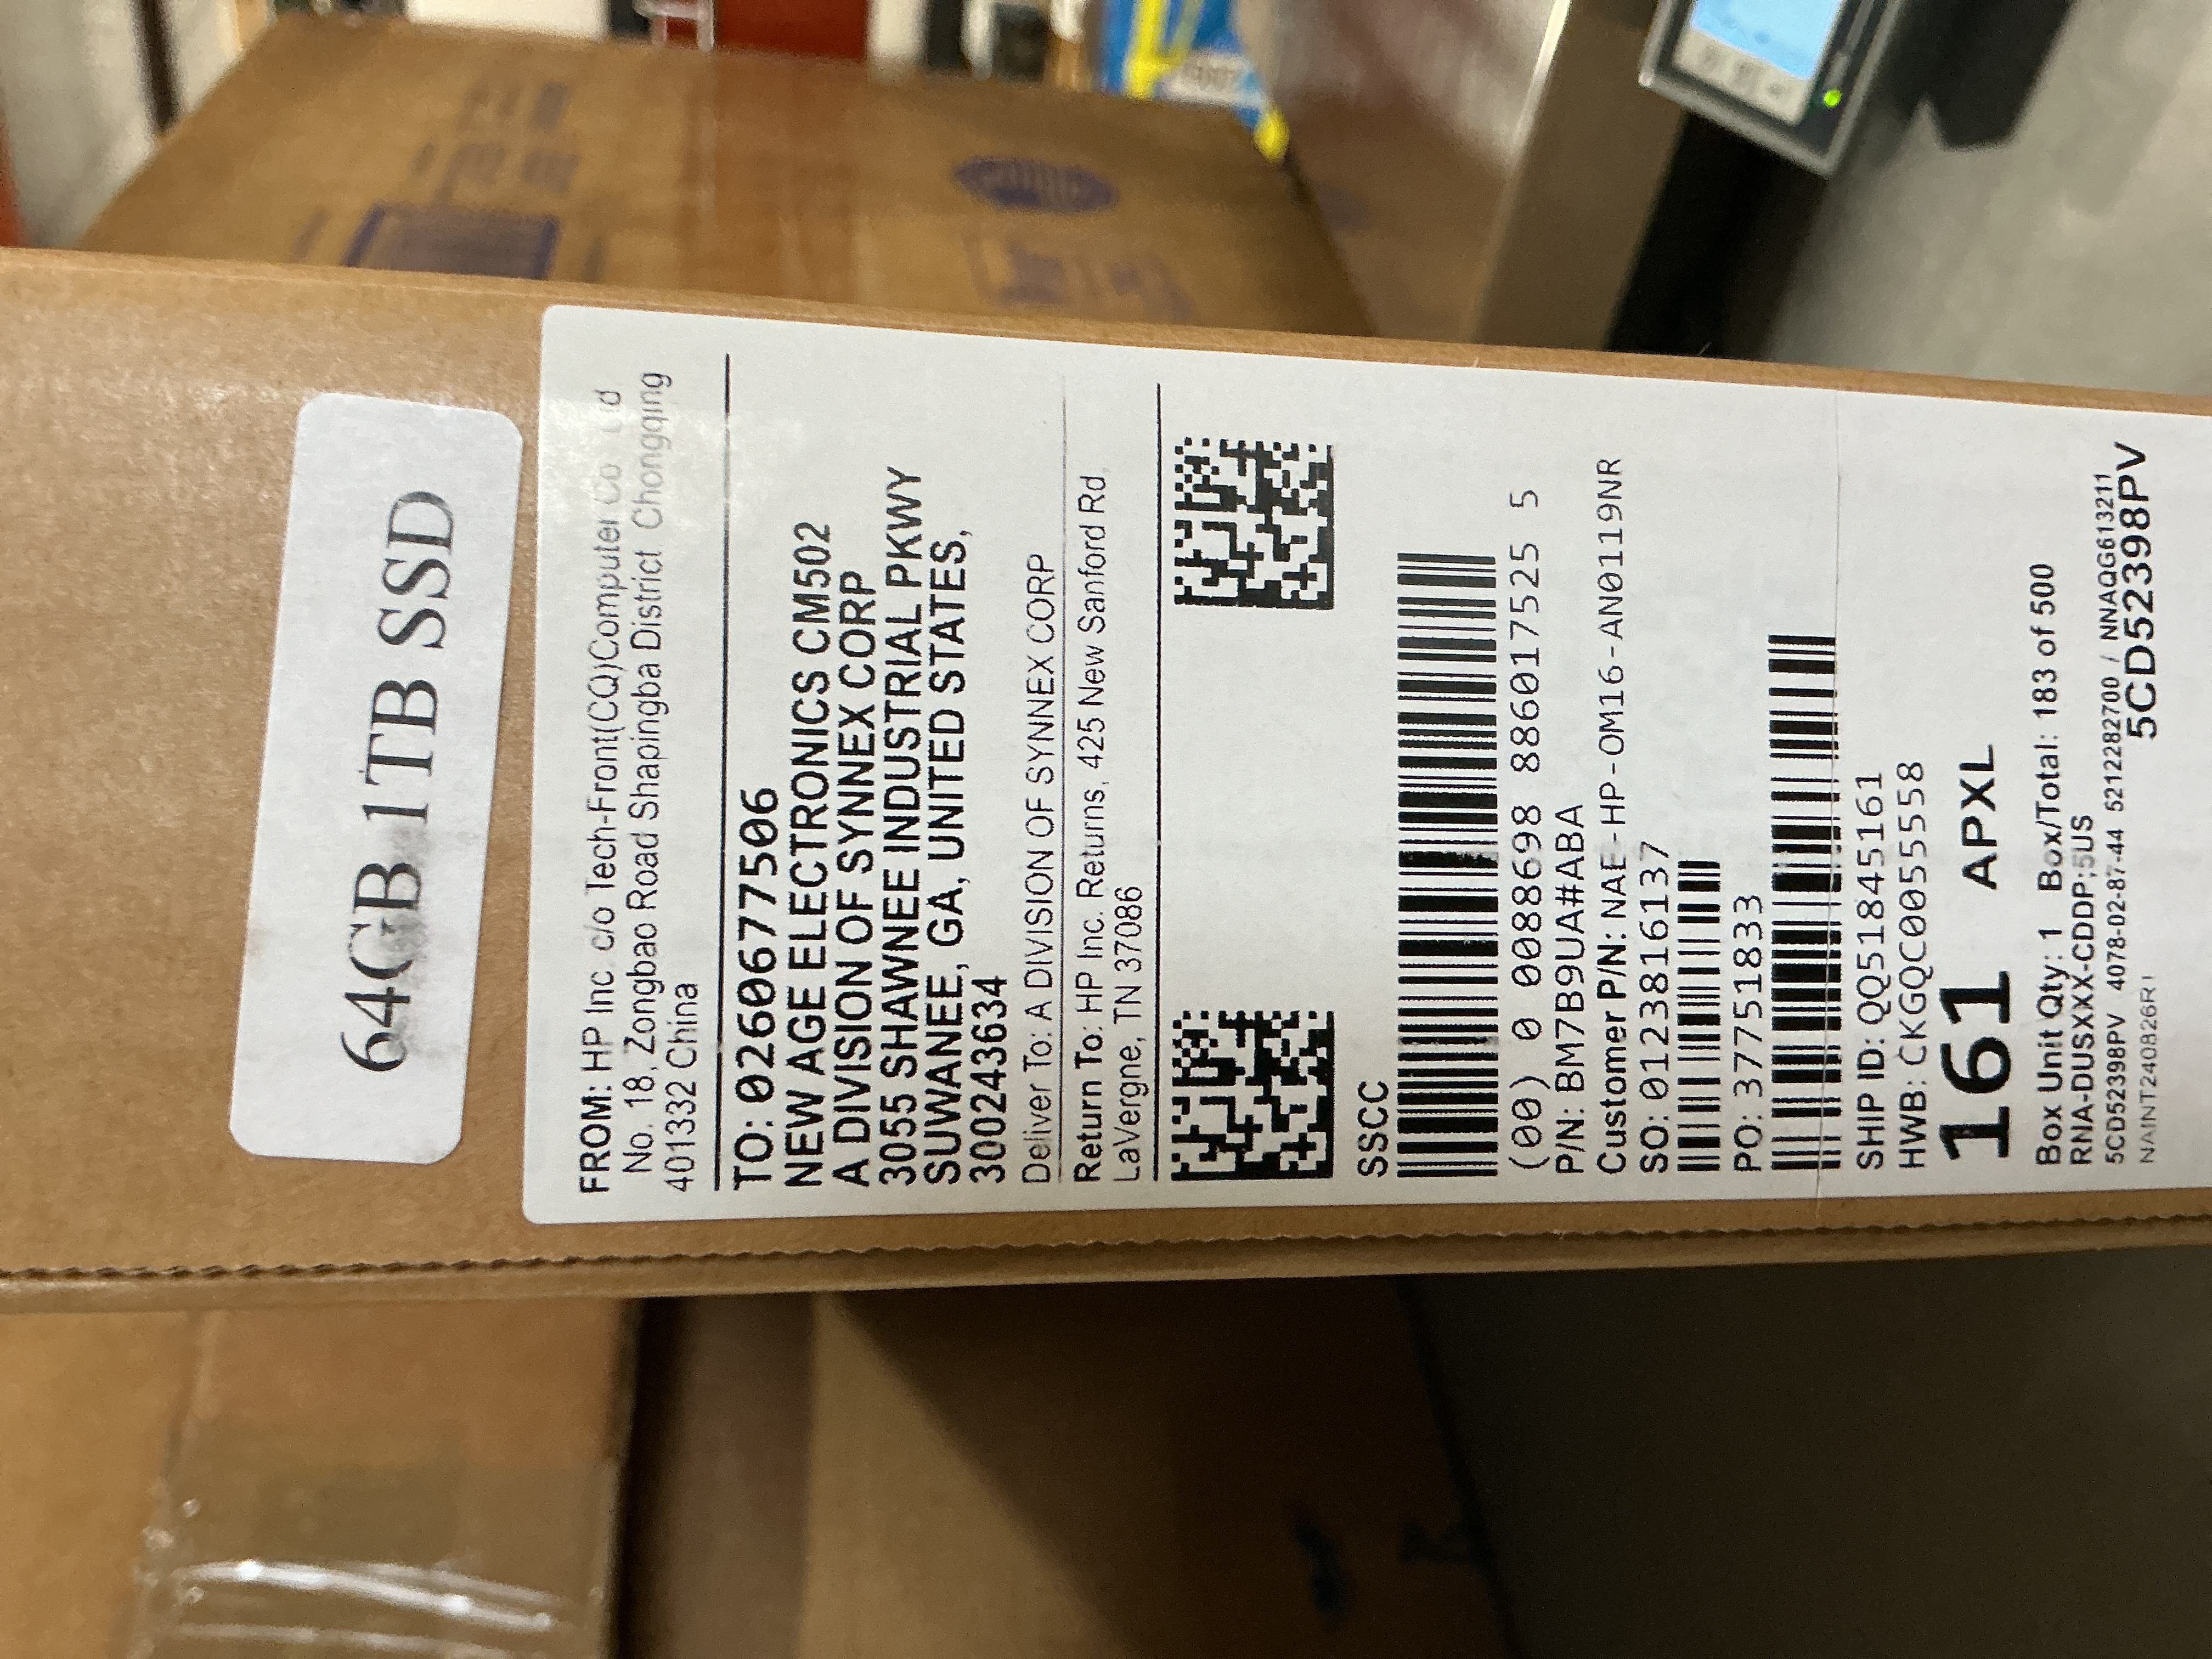 64GB 1TB SSD
FROM: HP Inc. c/o Tech-Front(CQ)Computer Co Ltd
No. 18, Zongbao Road Shapingba District Chongqing
401332 China
TO: 0260677506
NEW AGE ELECTRONICS CM502
A DIVISION OF SYNNEX CORP
3055 SHAWNEE INDUSTRIAL PKWY
SUWANEE, GA, UNITED STATES,
300243634
Deliver To: A DIVISION OF SYNNEX CORP
Return To: HP Inc. Returns, 425 New Sanford Rd,
LaVergne, TN 37086
SSCC
(00) 0 0088698 886017525 5
P/N: BM7B9UA#ABA
Customer P/N: NAE-HP-OM16-AN0119NR
SO: 0123816137
PO: 37751833
SHIP ID: QQ51845161
HWB: CKGQC0055558
161 APXL
Box Unit Qty: 1 Box/Total: 183 of 500
RNA-DUSXXX-CDDP;5US
5CD52398PV 4078-02-87-44 5212282700 / NNAQG613211
NAINT240826R1 5CD52398PV